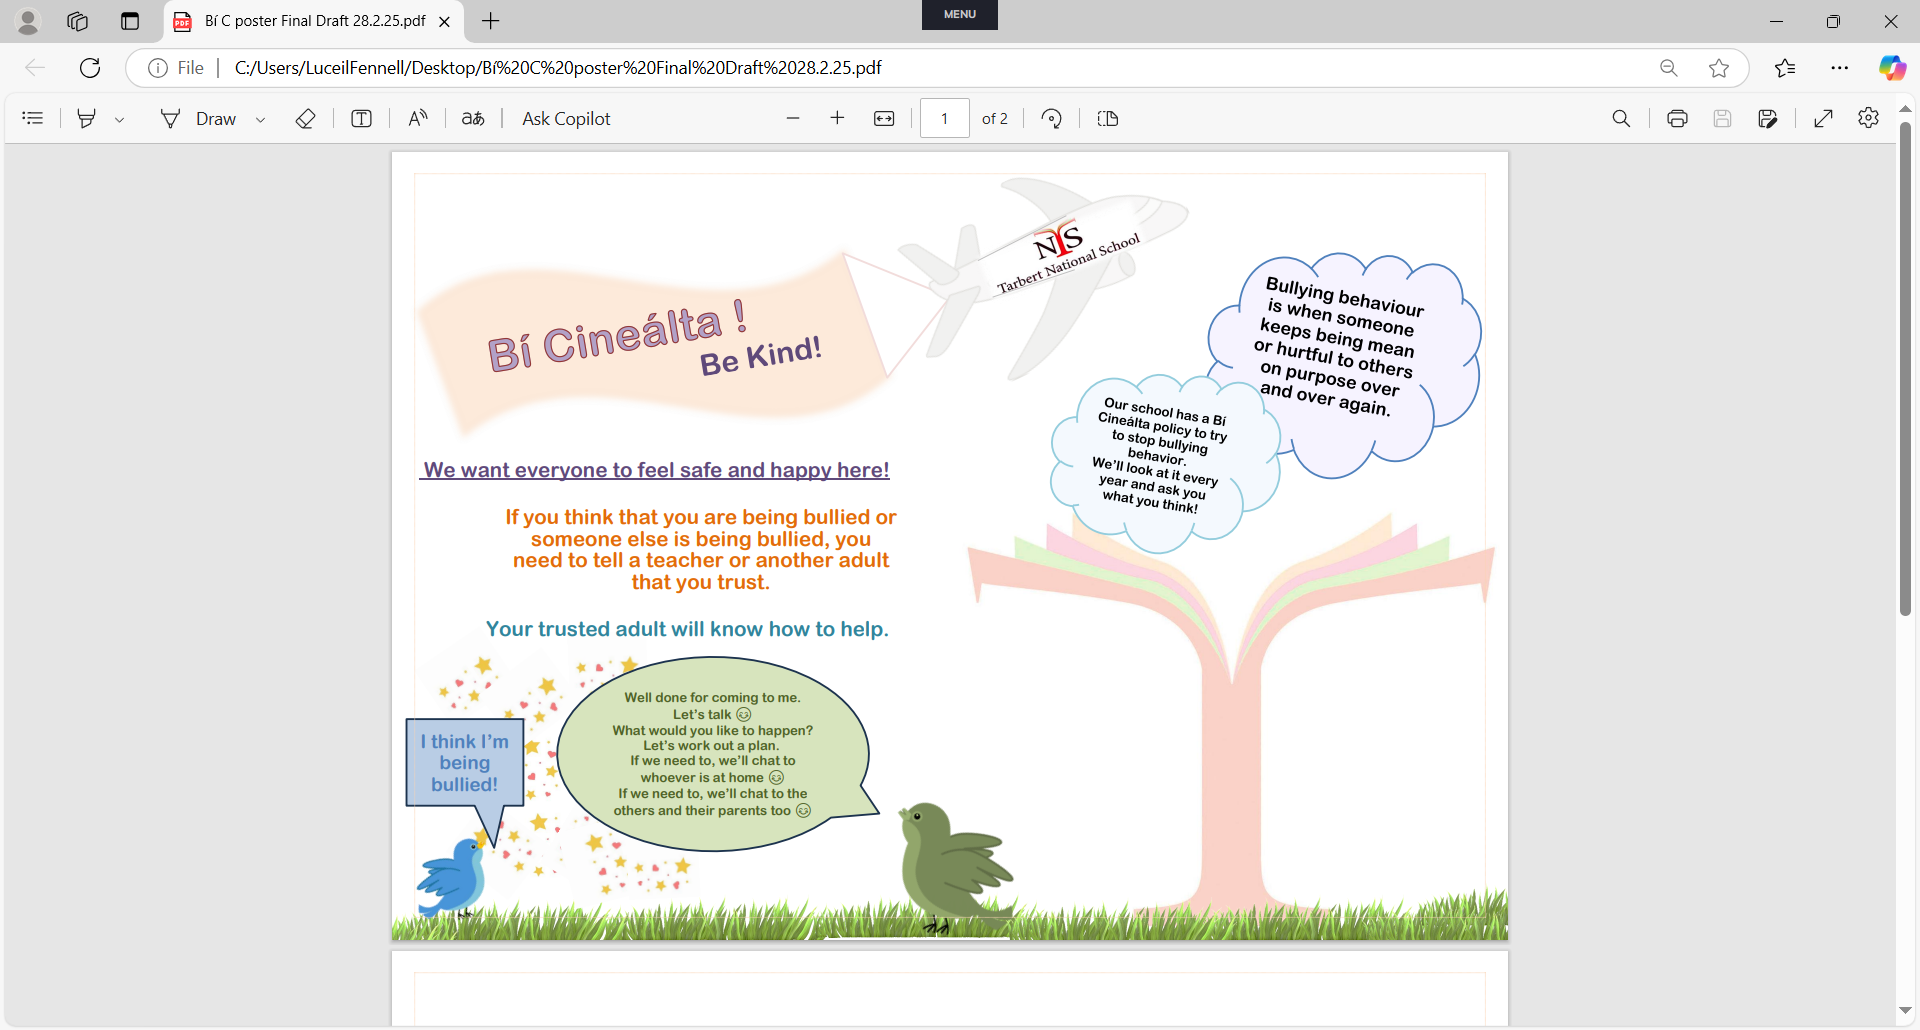 Bí C poster Final Draft 28.2.25.pdf
MENU
File
C:/Users/LuceilFennell/Desktop/Bí%20C%20poster%20Final%20Draft%2028.2.25.pdf
Draw
aあ
Ask Copilot
1 of 2
NTS
Tarbert National School
Bí Cineálta !
Be Kind!
Bullying behaviour
is when someone
keeps being mean
or hurtful to others
on purpose over
and over again.
Our school has a Bí
Cineálta policy to try
to stop bullying
behavior.
We'll look at it every
year and ask you
what you think!
We want everyone to feel safe and happy here!
If you think that you are being bullied or
someone else is being bullied, you
need to tell a teacher or another adult
that you trust.
Your trusted adult will know how to help.
I think I'm
being
bullied!
Well done for coming to me.
Let's talk 😊
What would you like to happen?
Let's work out a plan.
If we need to, we'll chat to
whoever is at home 😊
If we need to, we'll chat to the
others and their parents too 😊